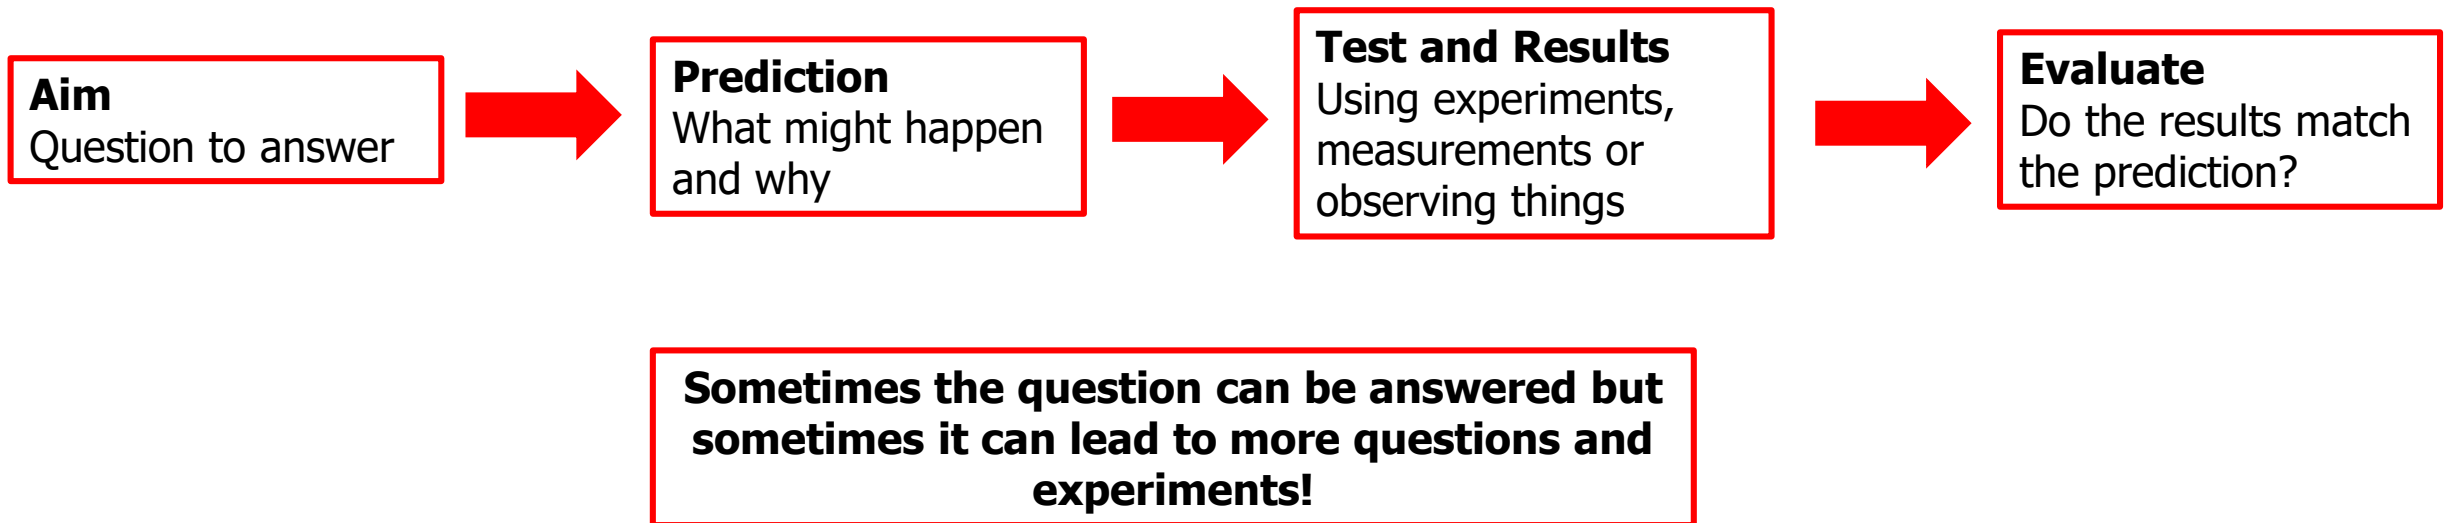 Aim
Question to answer
Prediction
What might happen
and why
Test and Results
Using experiments,
measurements or
observing things
Evaluate
Do the results match
the prediction?
Sometimes the question can be answered but
sometimes it can lead to more questions and
experiments!